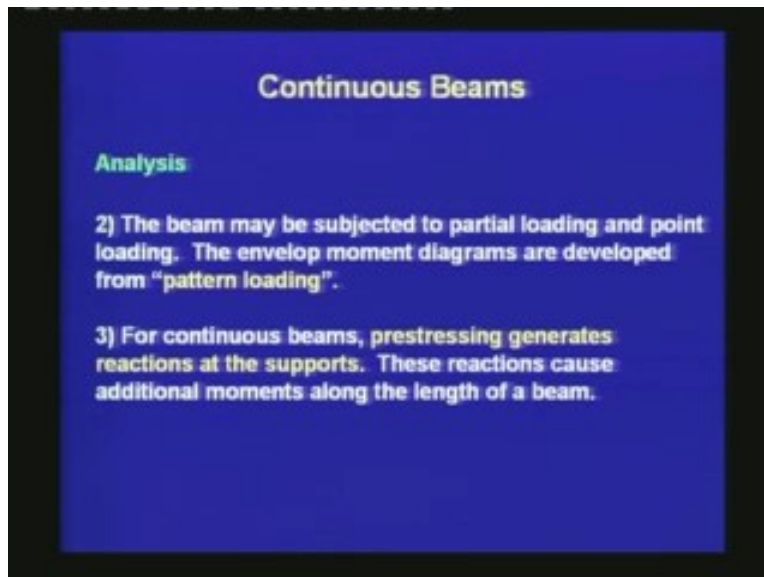 Continuous Beams
Analysis
2) The beam may be subjected to partial loading and point
loading. The envelop moment diagrams are developed
from “pattern loading”.
3) For continuous beams, prestressing generates
reactions at the supports. These reactions cause
additional moments along the length of a beam.